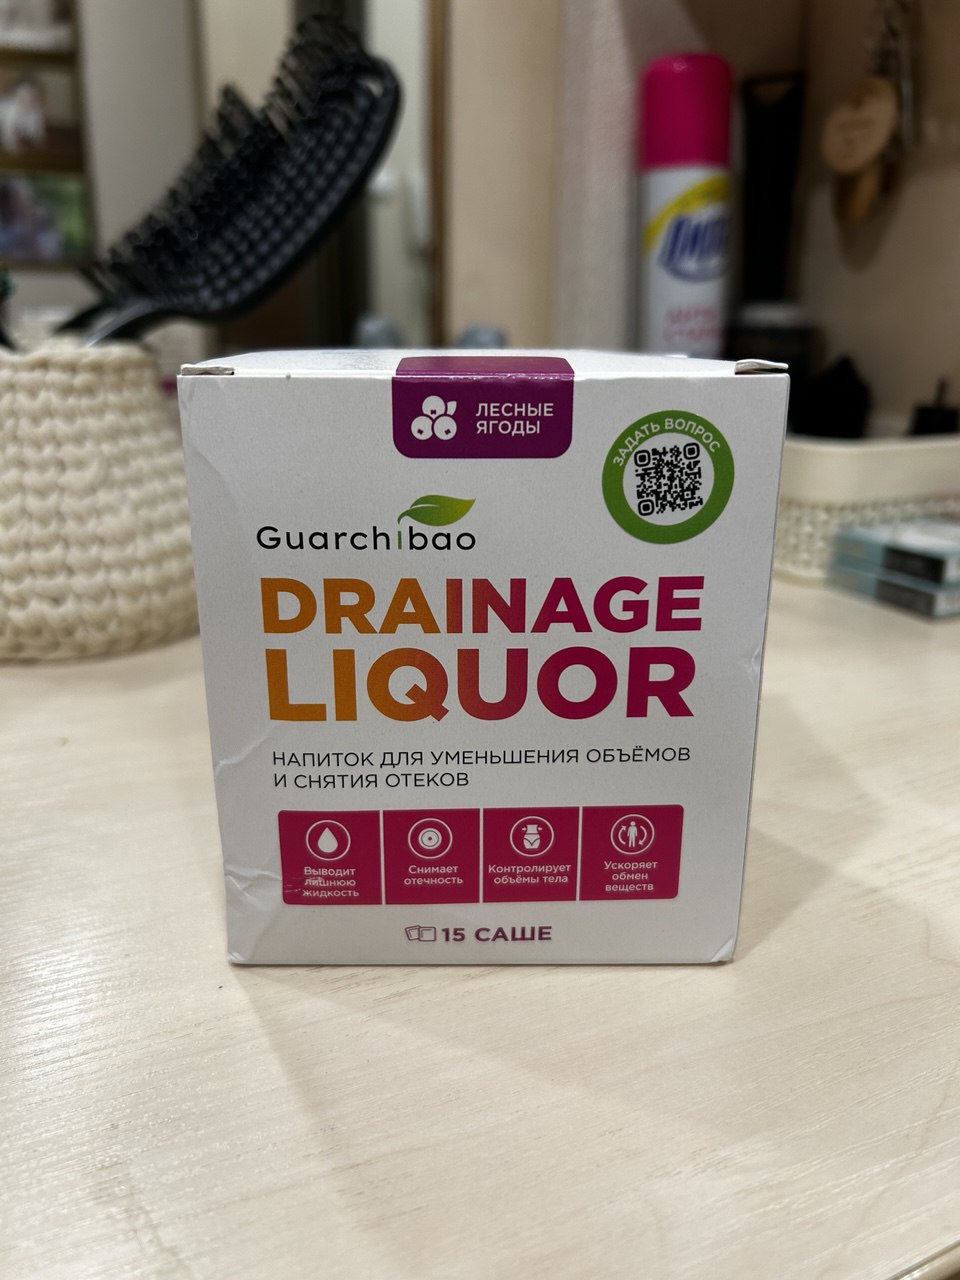 ЛЕСНЫЕ
ЯГОДЫ
ЗАДАТЬ ВОПРОС
Guarchibao
DRAINAGE
LIQUOR
НАПИТОК ДЛЯ УМЕНЬШЕНИЯ ОБЪЁМОВ
И СНЯТИЯ ОТЕКОВ
Выводит
лишнюю
жидкость
Снимает
отечность
Контролирует
объёмы тела
Ускоряет
обмен
веществ
15 САШЕ